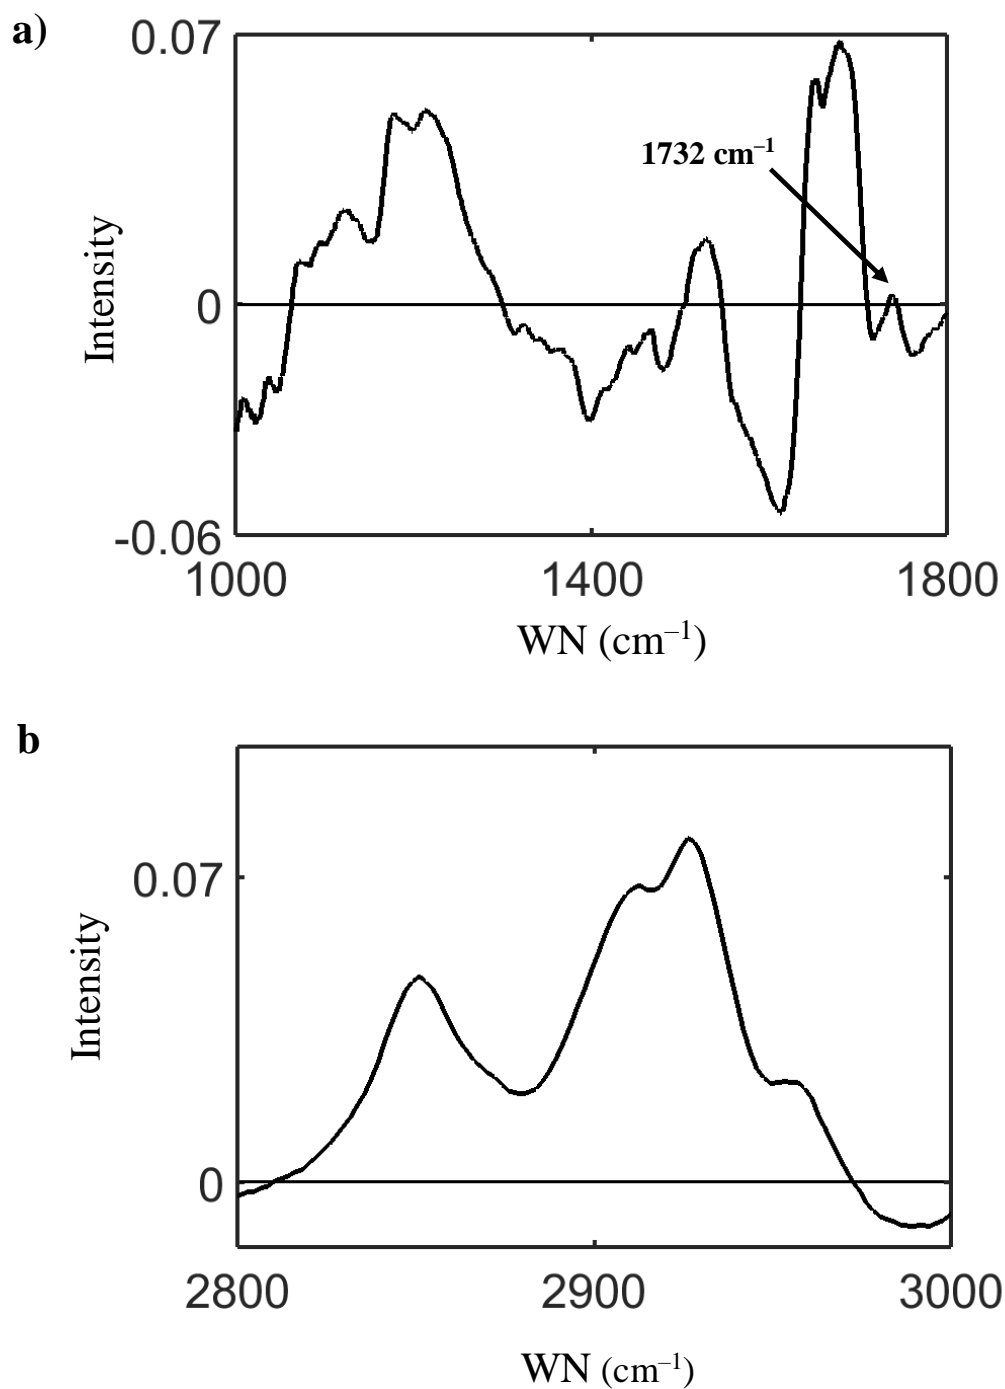 a)
0.07
1732 cm⁻¹
Intensity
0
-0.06
1000 1400 1800
WN (cm⁻¹)
b
0.07
Intensity
0
2800 2900 3000
WN (cm⁻¹)